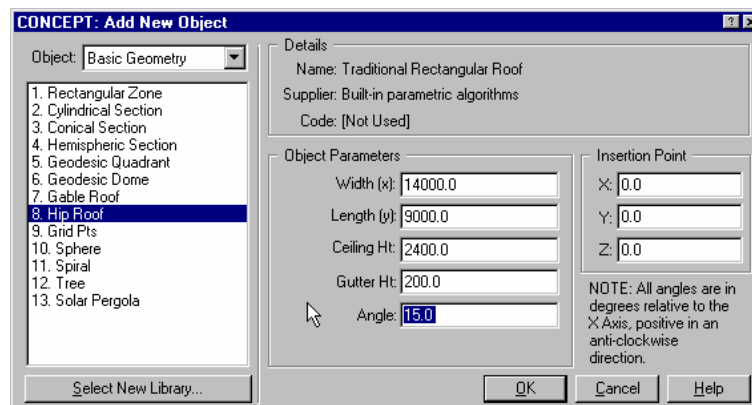 CONCEPT: Add New Object
Object: Basic Geometry
1. Rectangular Zone
2. Cylindrical Section
3. Conical Section
4. Hemispheric Section
5. Geodesic Quadrant
6. Geodesic Dome
7. Gable Roof
8. Hip Roof
9. Grid Pts
10. Sphere
11. Spiral
12. Tree
13. Solar Pergola
Select New Library...
Details
Name: Traditional Rectangular Roof
Supplier: Built-in parametric algorithms
Code: [Not Used]
Object Parameters
Width (x): 14000.0
Length (y): 9000.0
Ceiling Ht: 2400.0
Gutter Ht: 200.0
Angle: 15.0
Insertion Point
X: 0.0
Y: 0.0
Z: 0.0
NOTE: All angles are in
degrees relative to the
X Axis, positive in an
anti-clockwise
direction.
OK
Cancel
Help